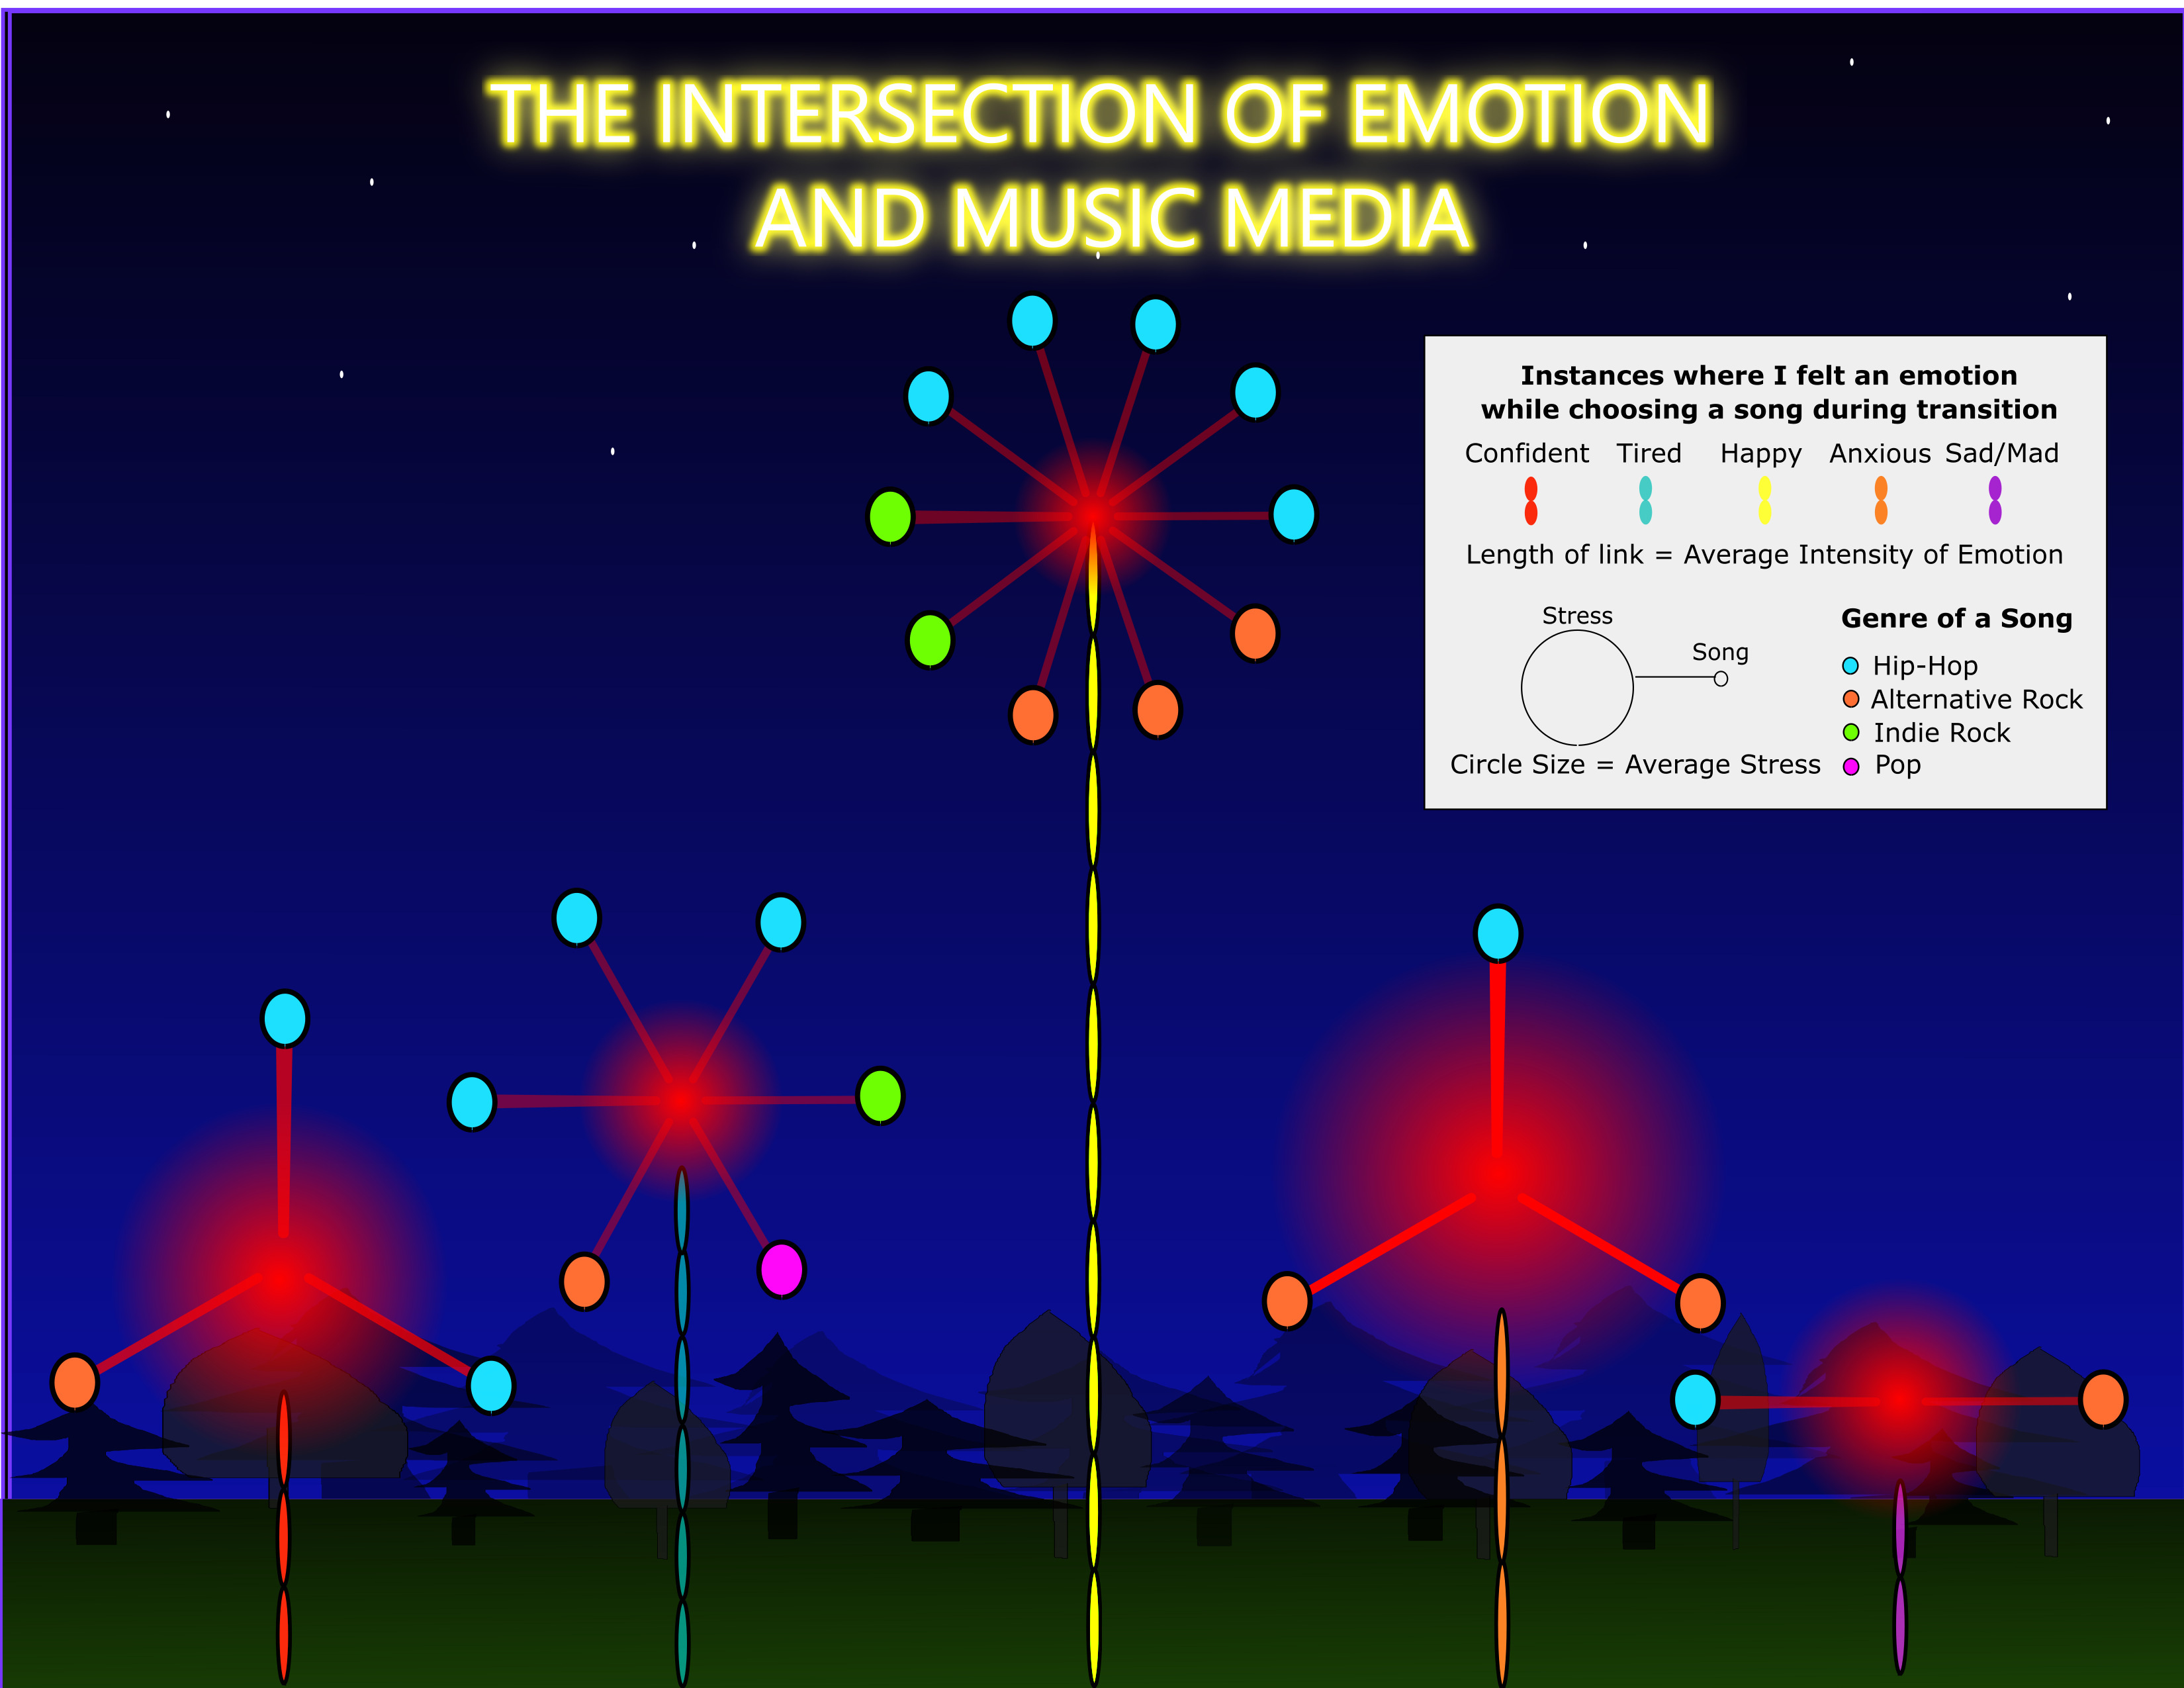 THE INTERSECTION OF EMOTION
AND MUSIC MEDIA
Instances where I felt an emotion
while choosing a song during transition
Confident Tired Happy Anxious Sad/Mad
Length of link = Average Intensity of Emotion
Stress
Song
Circle Size = Average Stress
Genre of a Song
Hip-Hop
Alternative Rock
Indie Rock
Pop